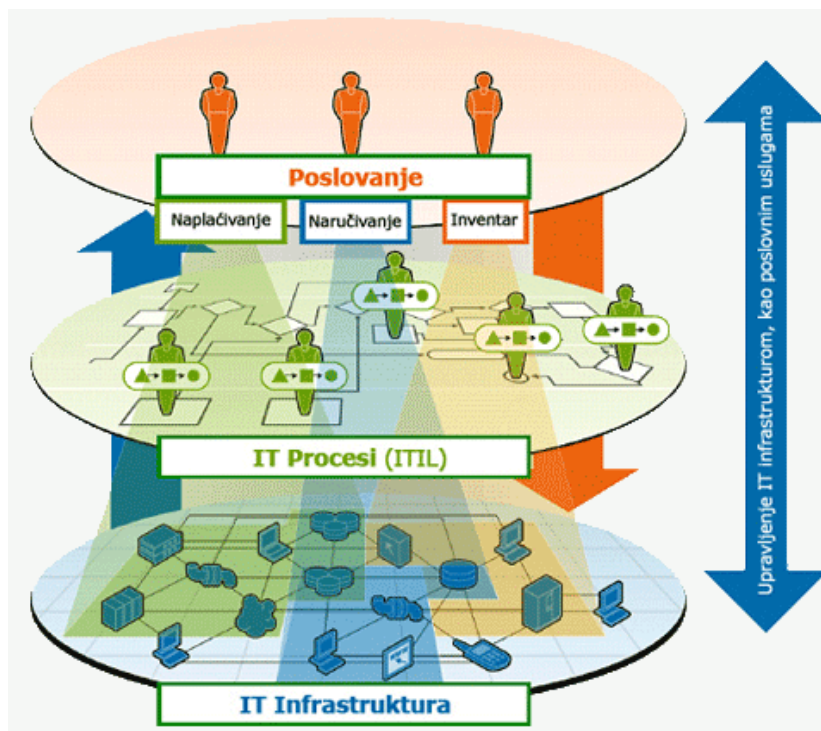 Poslovanje
Naplaćivanje
Naručivanje
Inventar
IT Procesi (ITIL)
IT Infrastruktura
Upravljenje IT infrastrukturom, kao poslovnim uslugama